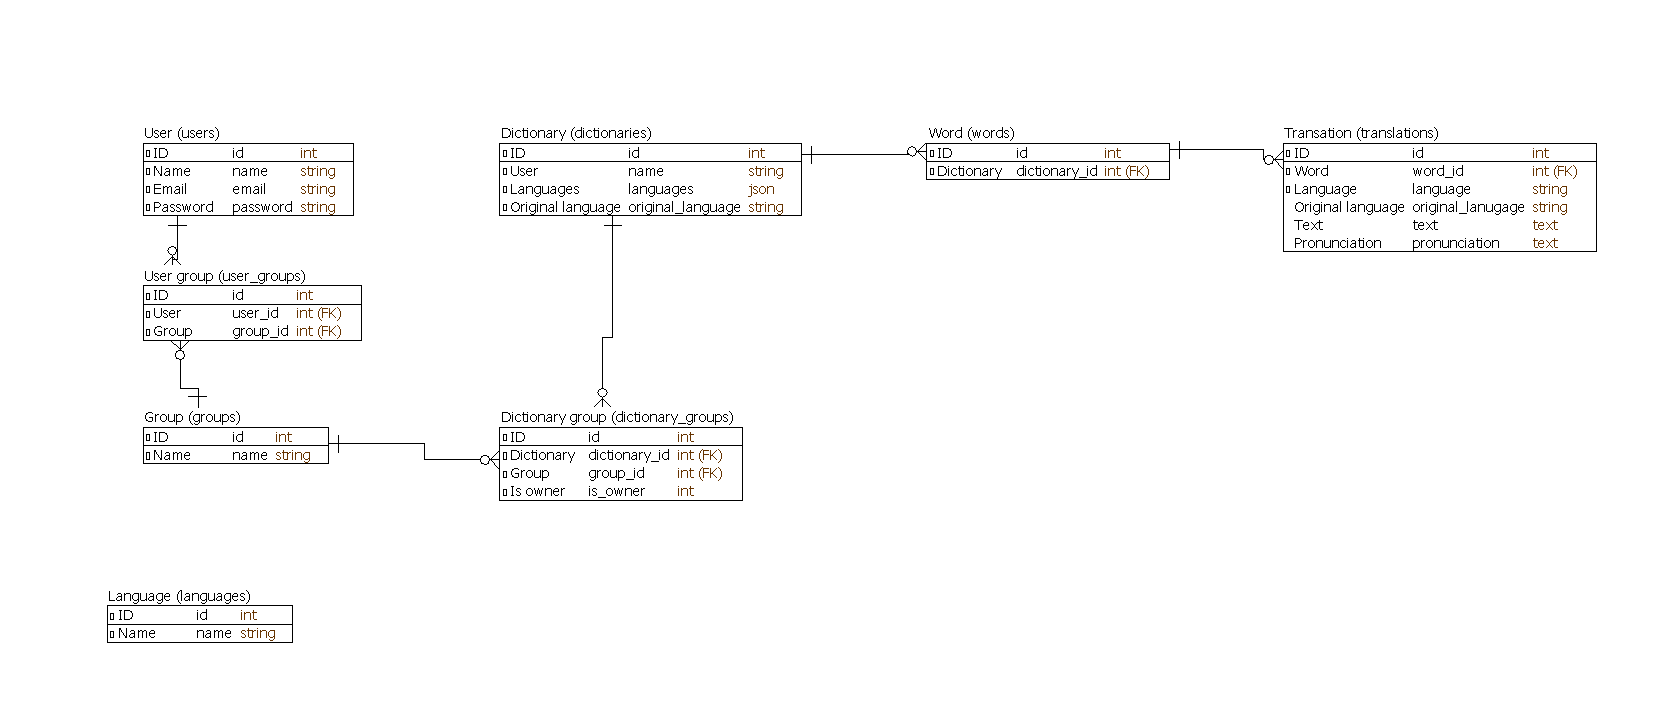 User (users)
ID id int
Name name string
Email email string
Password password string
User group (user_groups)
ID id int
User user_id int (FK)
Group group_id int (FK)
Group (groups)
ID id int
Name name string
Dictionary (dictionaries)
ID id int
User name string
Languages languages json
Original language original_language string
Dictionary group (dictionary_groups)
ID id int
Dictionary dictionary_id int (FK)
Group group_id int (FK)
Is owner is_owner int
Word (words)
ID id int
Dictionary dictionary_id int (FK)
Transation (translations)
ID id int
Word word_id int (FK)
Language language string
Original language original_lanugage string
Text text text
Pronunciation pronunciation text
Language (languages)
ID id int
Name name string